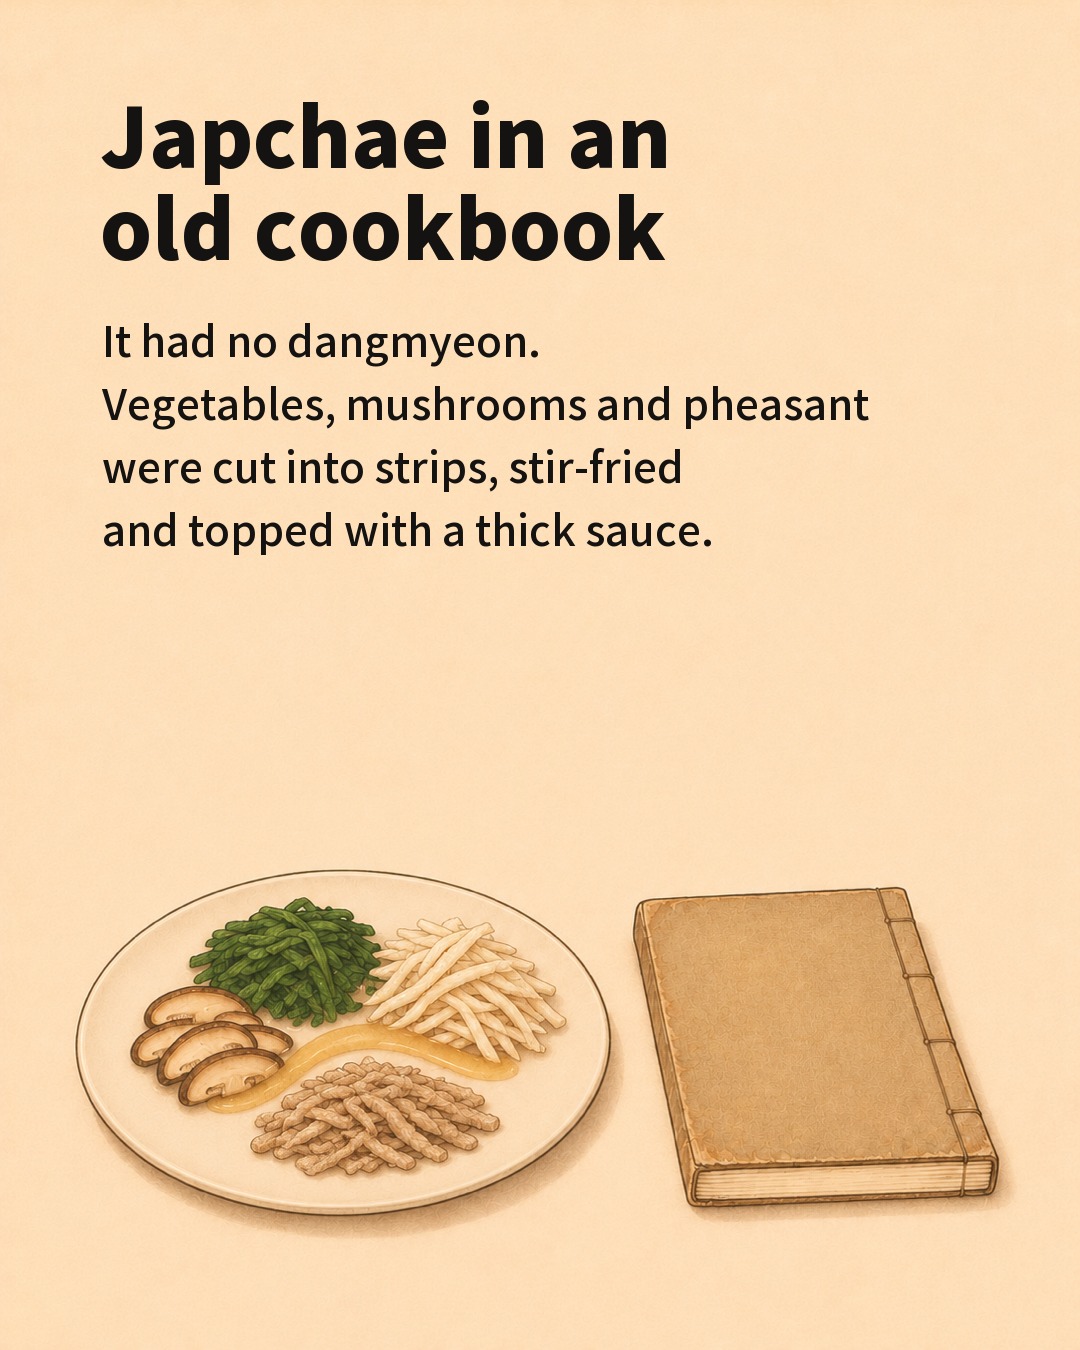 Japchae in an
old cookbook
It had no dangmyeon.
Vegetables, mushrooms and pheasant
were cut into strips, stir-fried
and topped with a thick sauce.